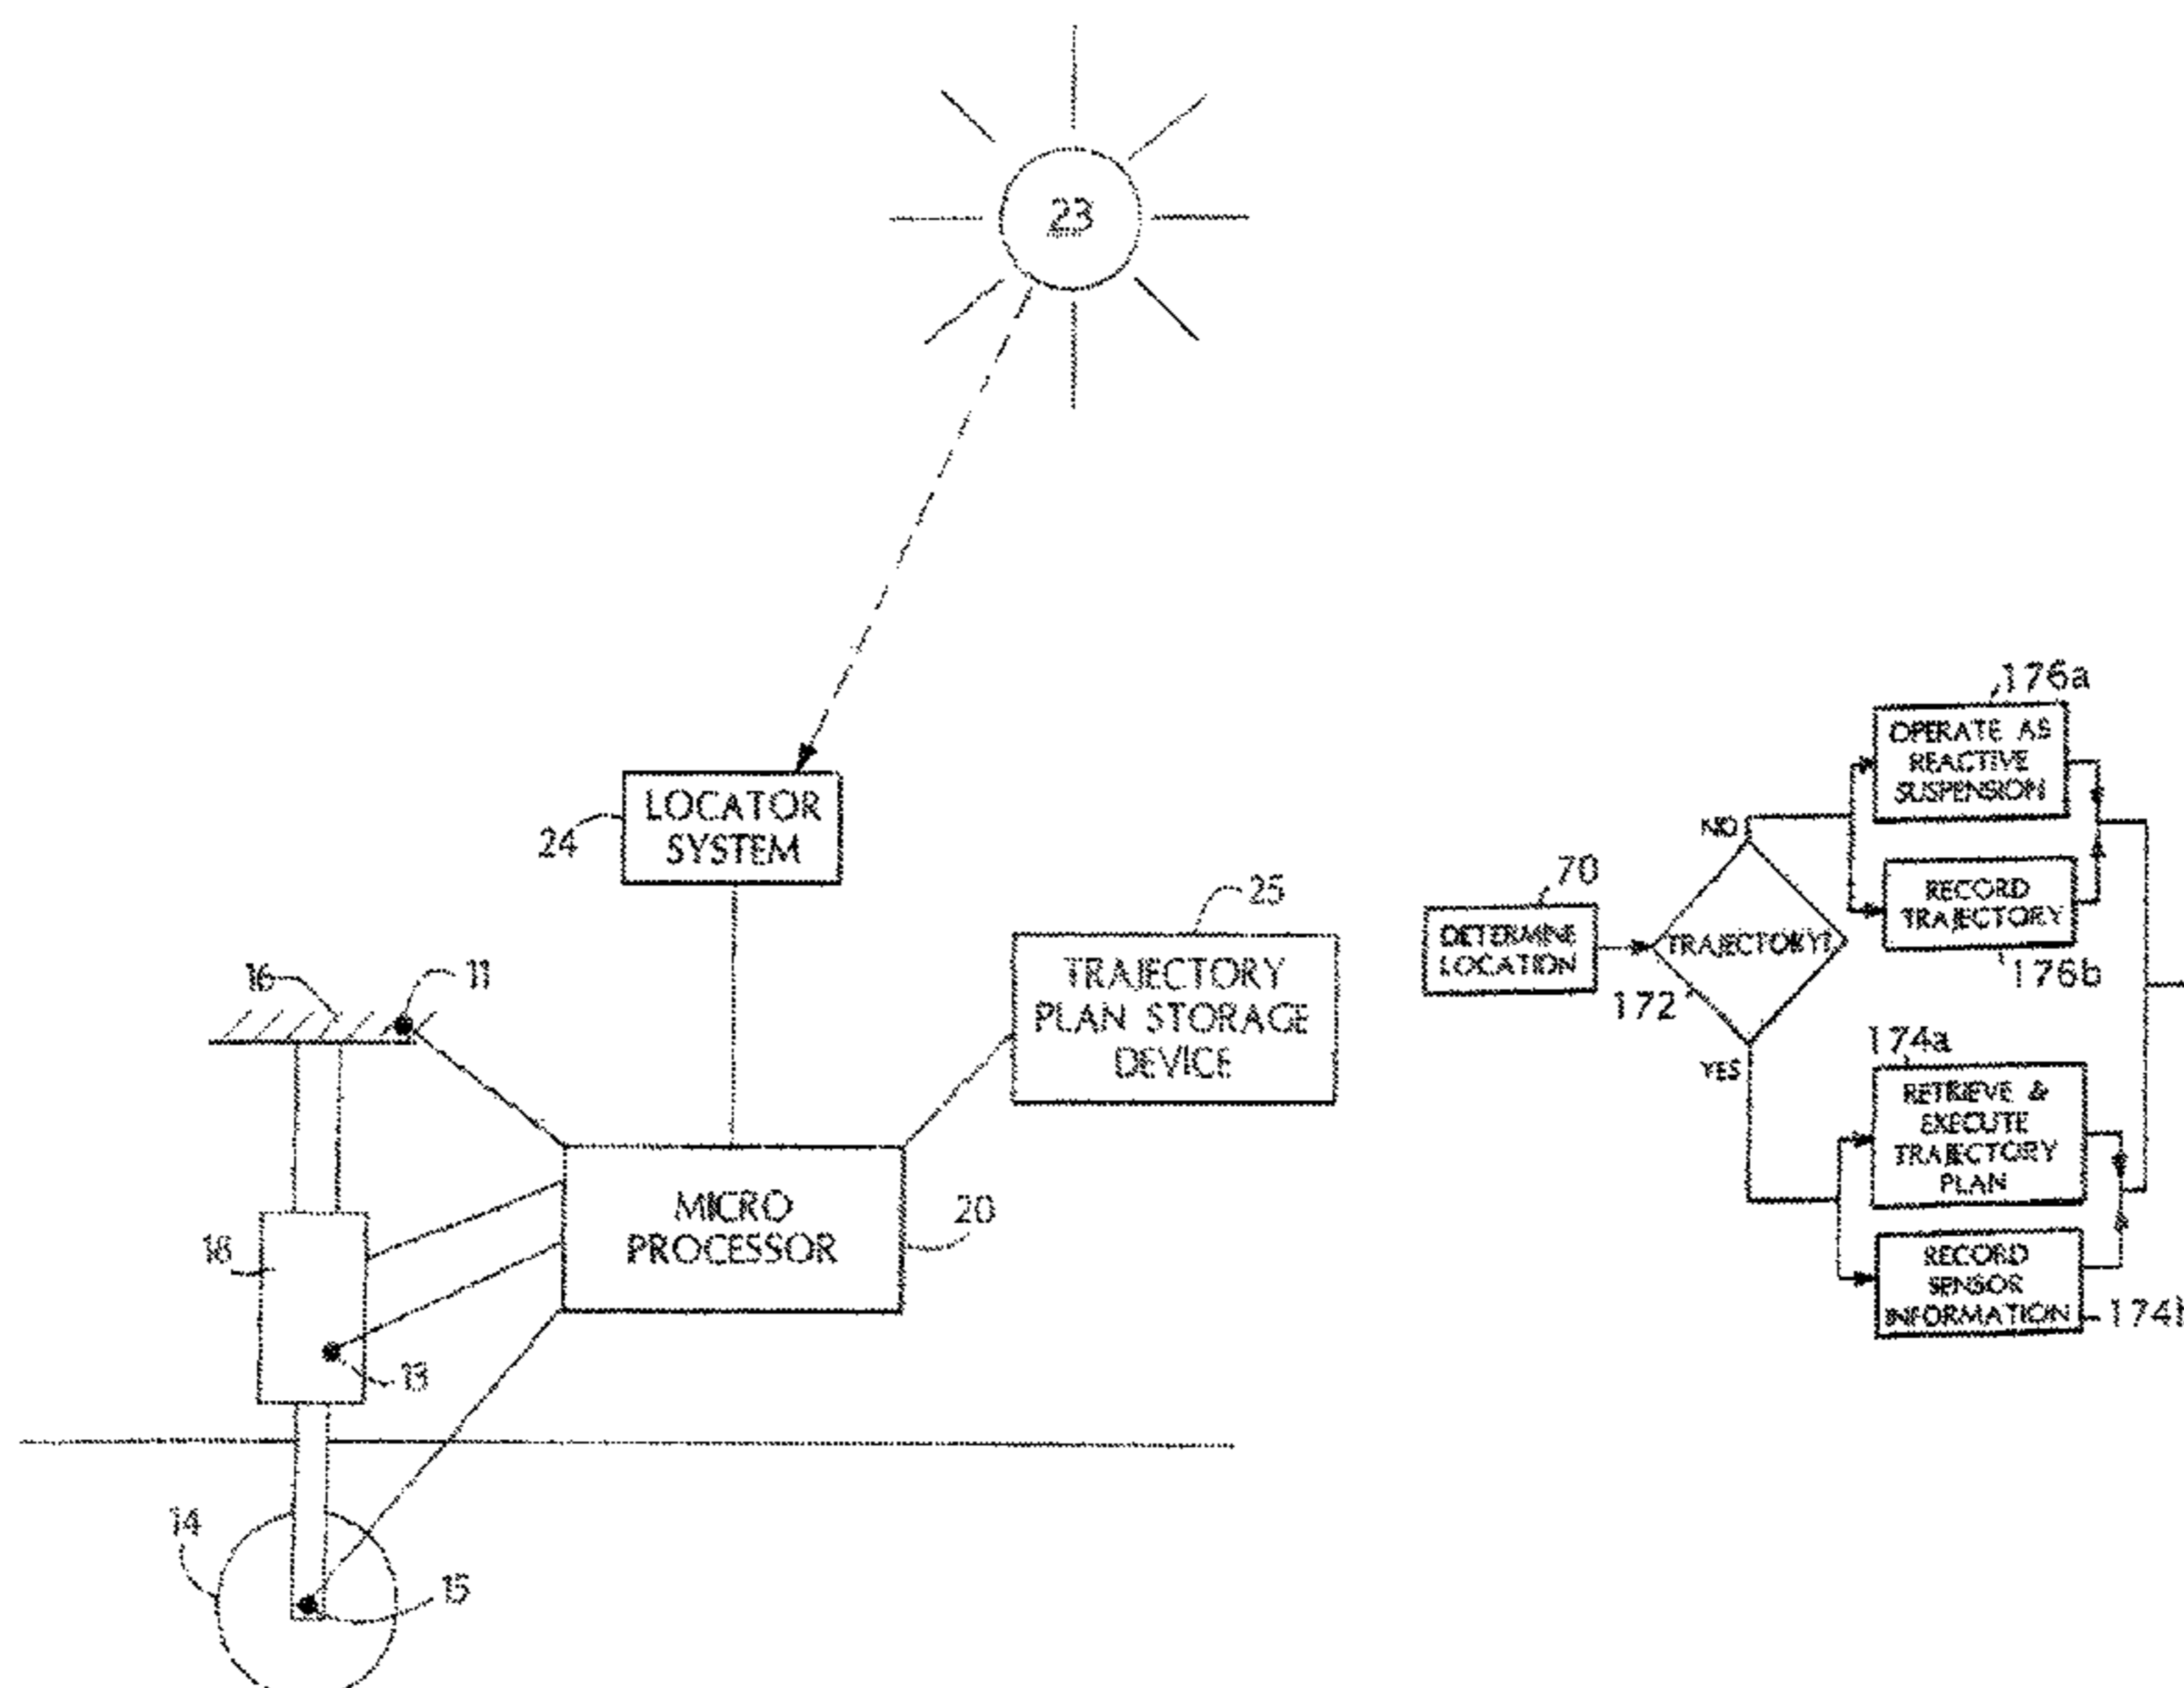 23
LOCATOR
SYSTEM
24
25
TRAJECTORY
PLAN STORAGE
DEVICE
16
11
MICRO
PROCESSOR
20
18
13
14
15
176a
OPERATE AS
REACTIVE
SUSPENSION
NO
RECORD
TRAJECTORY
176b
70
DETERMINE
LOCATION
TRAJECTORY?
172
YES
174a
RETRIEVE &
EXECUTE
TRAJECTORY
PLAN
RECORD
SENSOR
INFORMATION